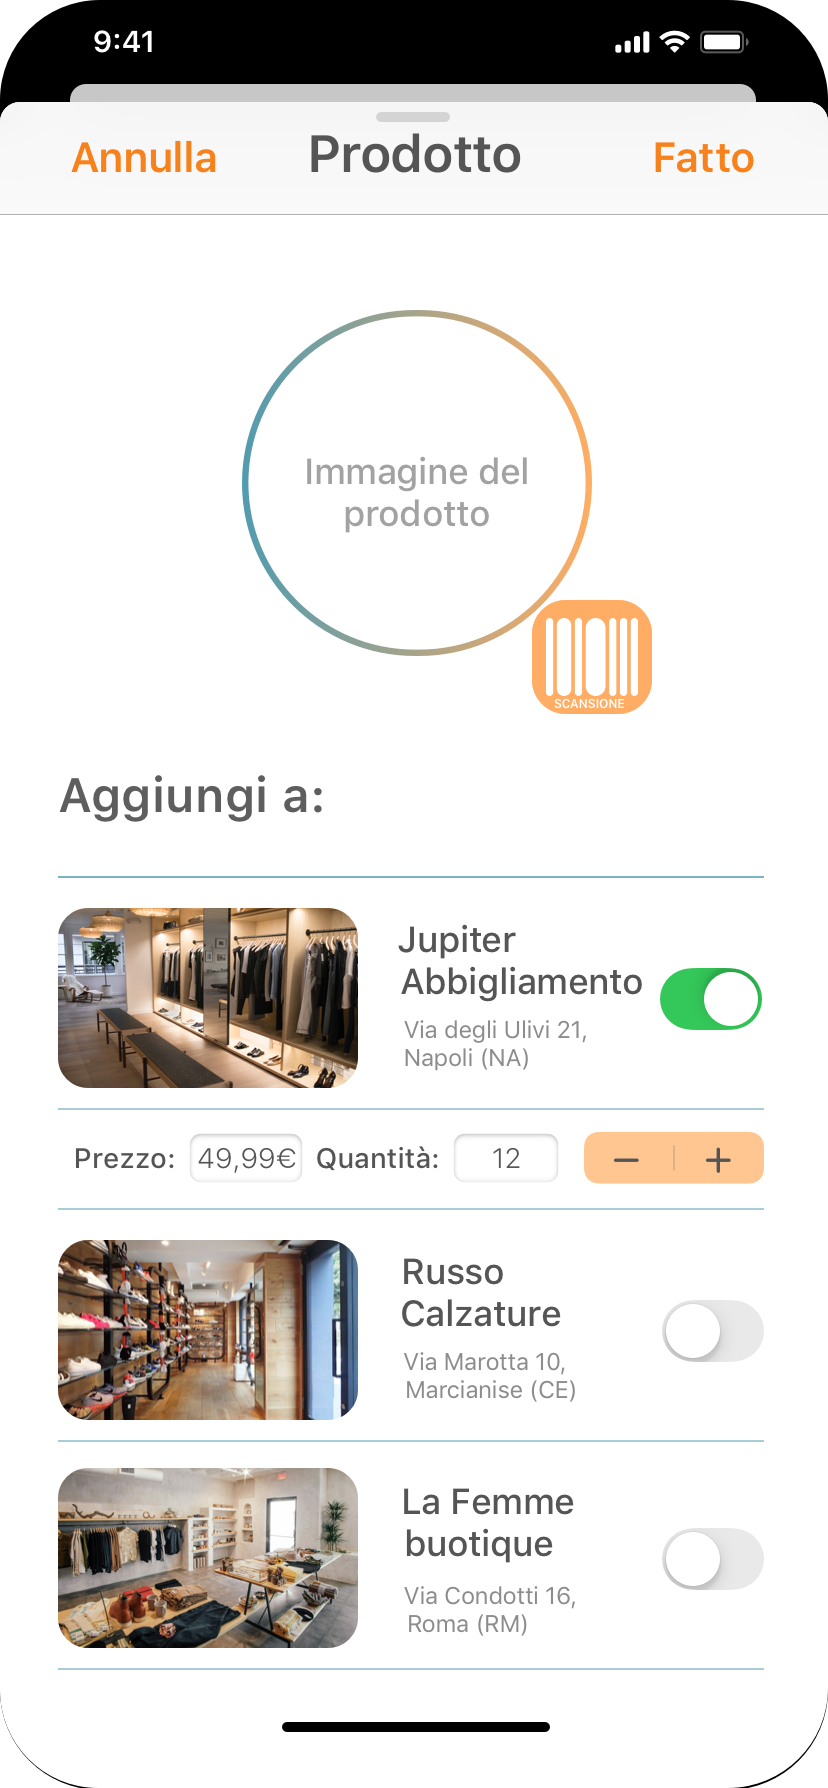 9:41
Annulla
Prodotto
Fatto
Immagine del
prodotto
SCANSIONE
Aggiungi a:
Jupiter
Abbigliamento
Via degli Ulivi 21,
Napoli (NA)
Prezzo: 49,99€ Quantità: 12 − +
Russo
Calzature
Via Marotta 10,
Marcianise (CE)
La Femme
buotique
Via Condotti 16,
Roma (RM)